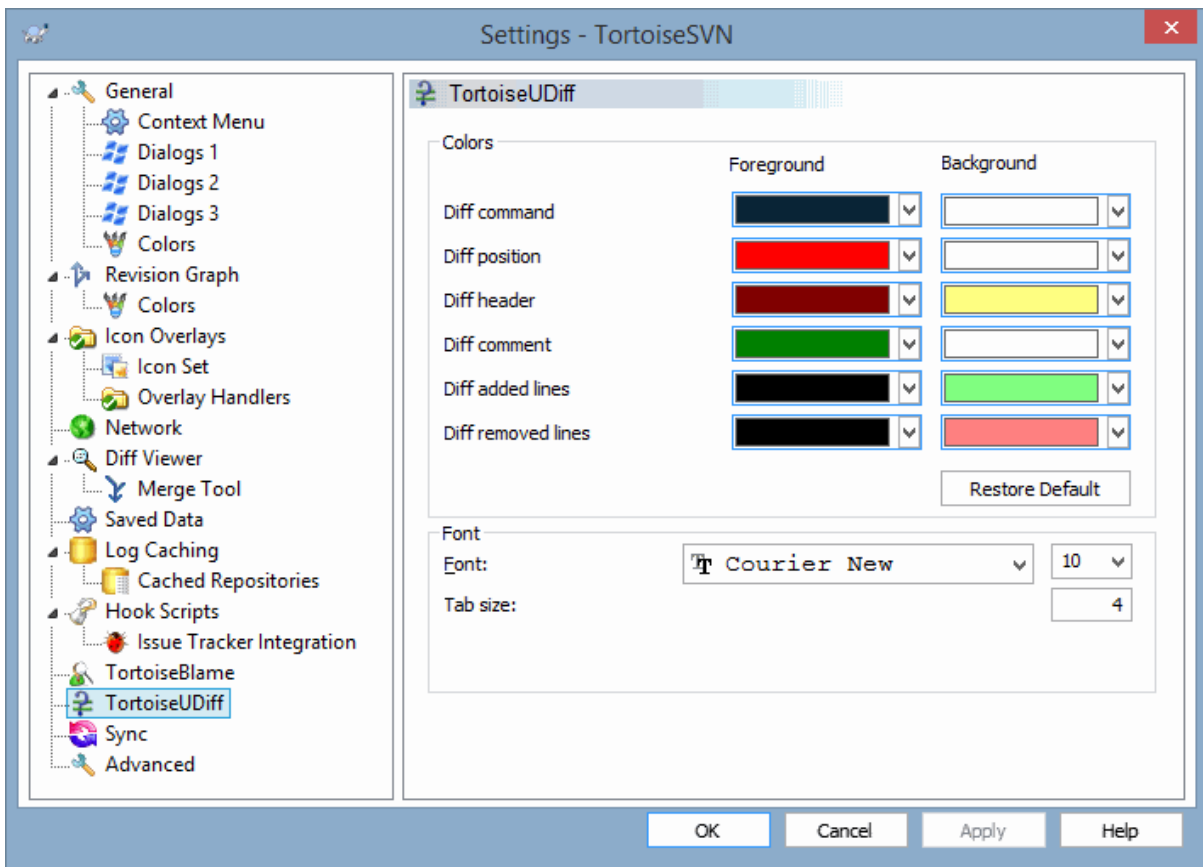 Settings - TortoiseSVN
General
Context Menu
Dialogs 1
Dialogs 2
Dialogs 3
Colors
Revision Graph
Colors
Icon Overlays
Icon Set
Overlay Handlers
Network
Diff Viewer
Merge Tool
Saved Data
Log Caching
Cached Repositories
Hook Scripts
Issue Tracker Integration
TortoiseBlame
TortoiseUDiff
Sync
Advanced
TortoiseUDiff
Colors
Foreground Background
Diff command
Diff position
Diff header
Diff comment
Diff added lines
Diff removed lines
Restore Default
Font
Font: Courier New 10
Tab size: 4
OK Cancel Apply Help